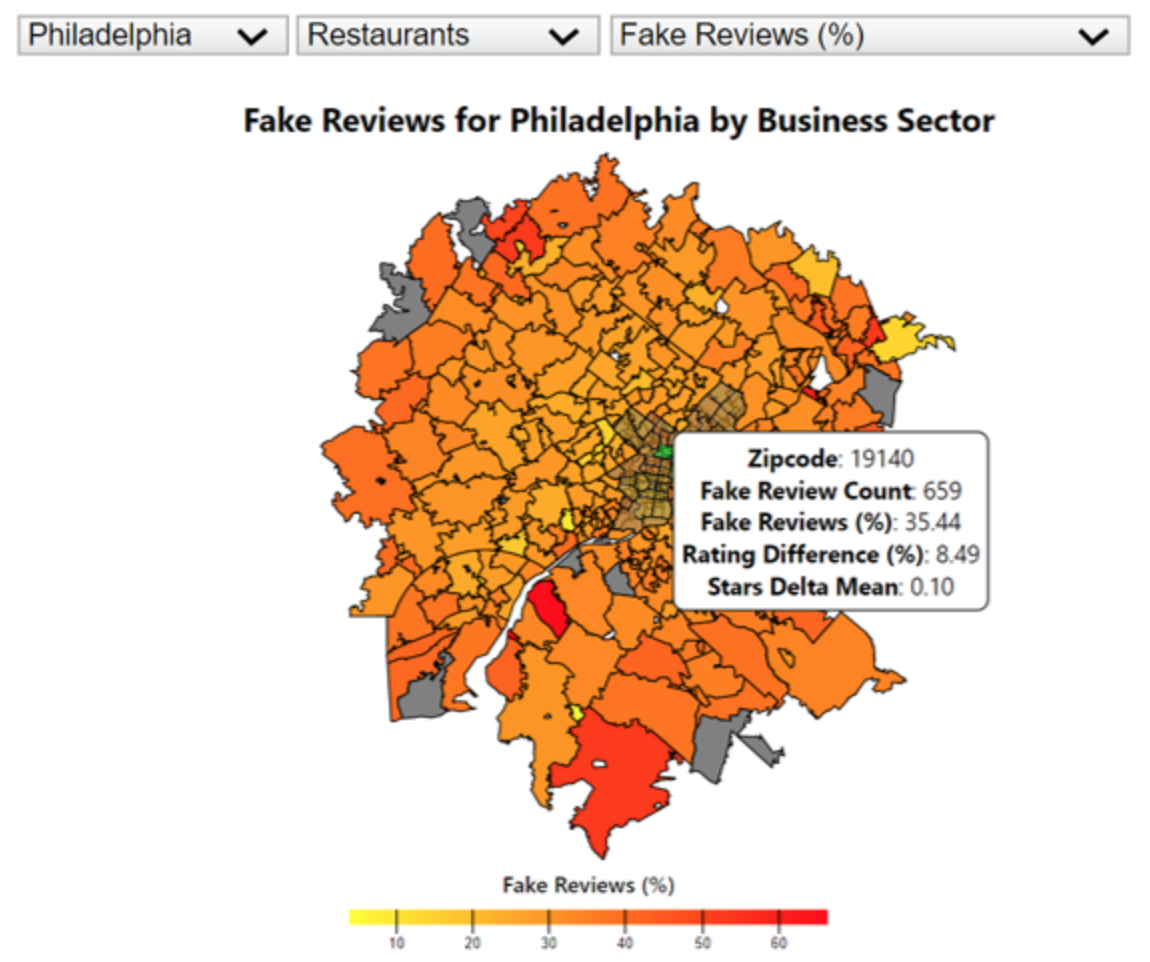 Philadelphia
Restaurants
Fake Reviews (%)
Fake Reviews for Philadelphia by Business Sector
Zipcode: 19140
Fake Review Count: 659
Fake Reviews (%): 35.44
Rating Difference (%): 8.49
Stars Delta Mean: 0.10
Fake Reviews (%)
10 20 30 40 50 60